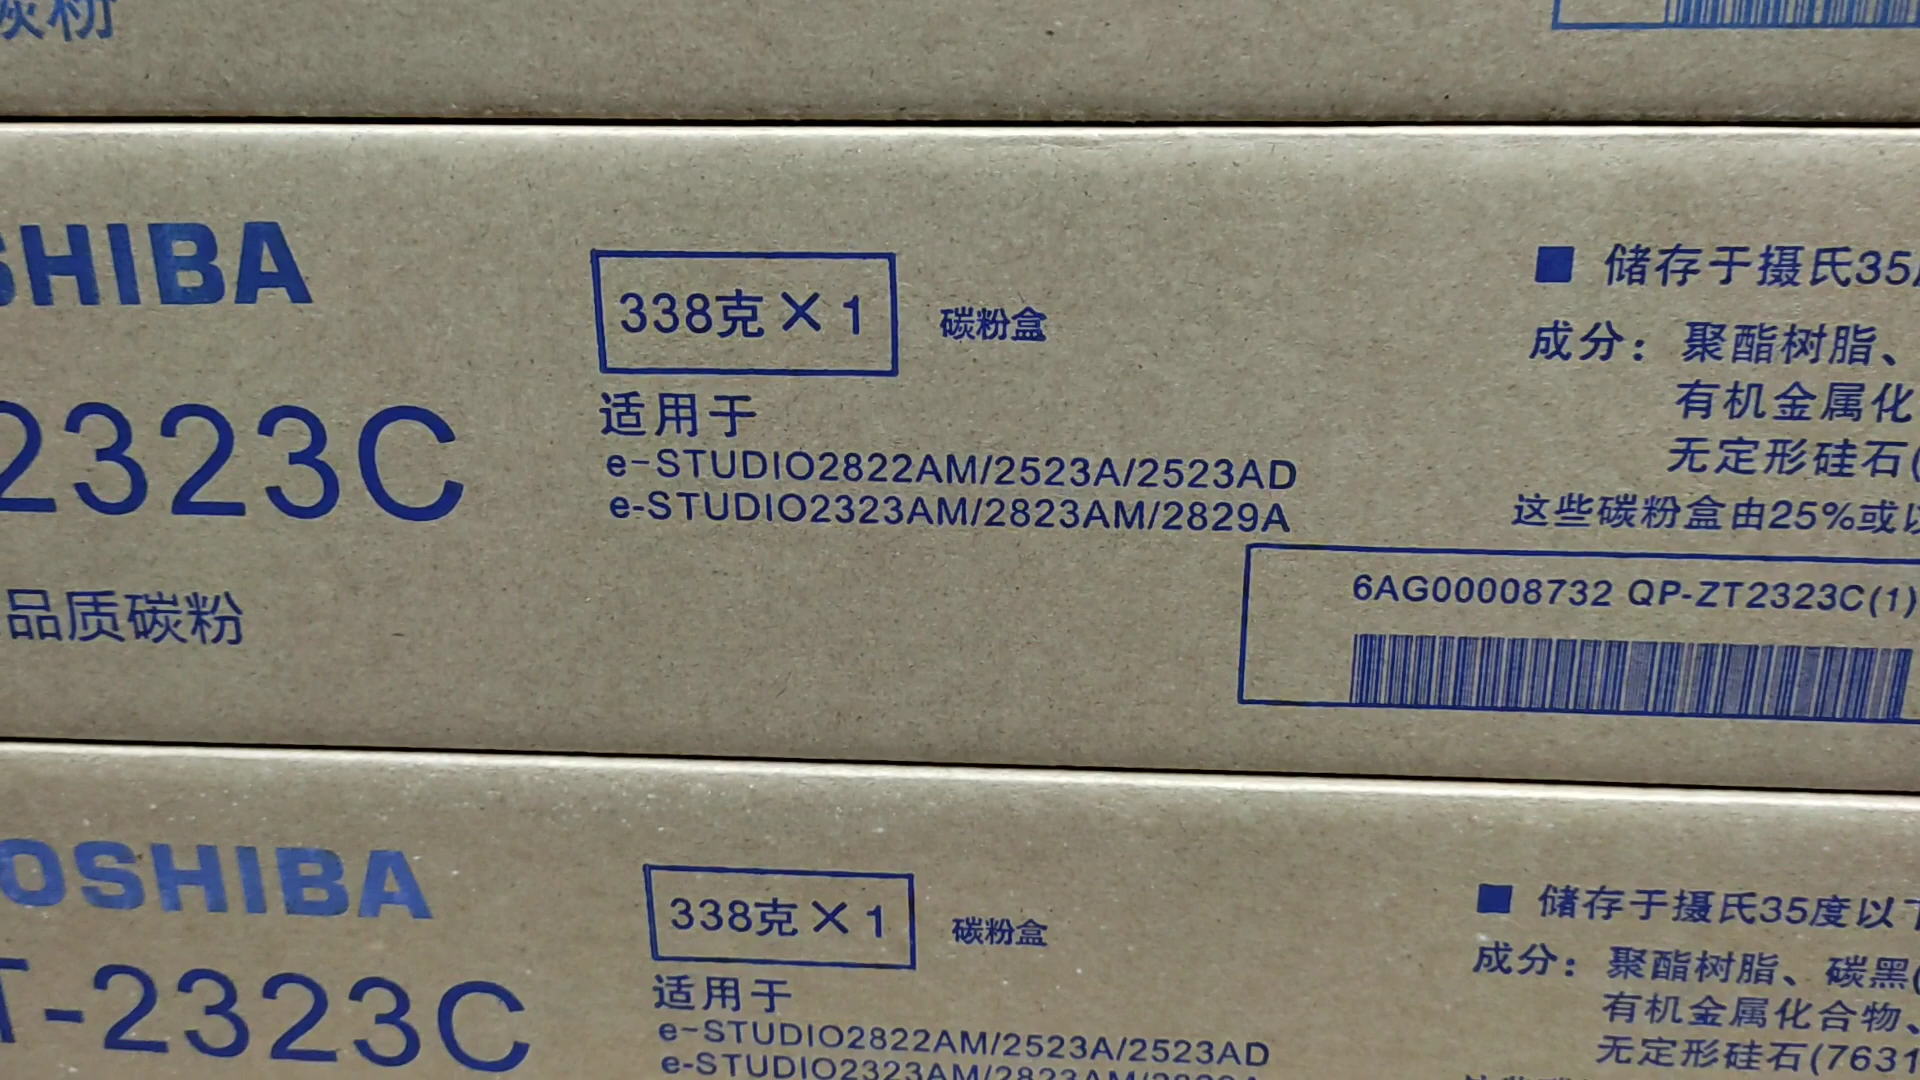 碳粉
SHIBA
2323C
品质碳粉
338克×1
碳粉盒
适用于
e-STUDIO2822AM/2523A/2523AD
e-STUDIO2323AM/2823AM/2829A
■ 储存于摄氏35
成分：聚酯树脂、
有机金属化
无定形硅石(
这些碳粉盒由25%或以
6AG00008732 QP-ZT2323C(1)
OSHIBA
T-2323C
338克×1
碳粉盒
适用于
e-STUDIO2822AM/2523A/2523AD
e-STUDIO2323AM/2823AM/2829A
■ 储存于摄氏35度以下
成分：聚酯树脂、碳黑(
有机金属化合物、
无定形硅石(7631